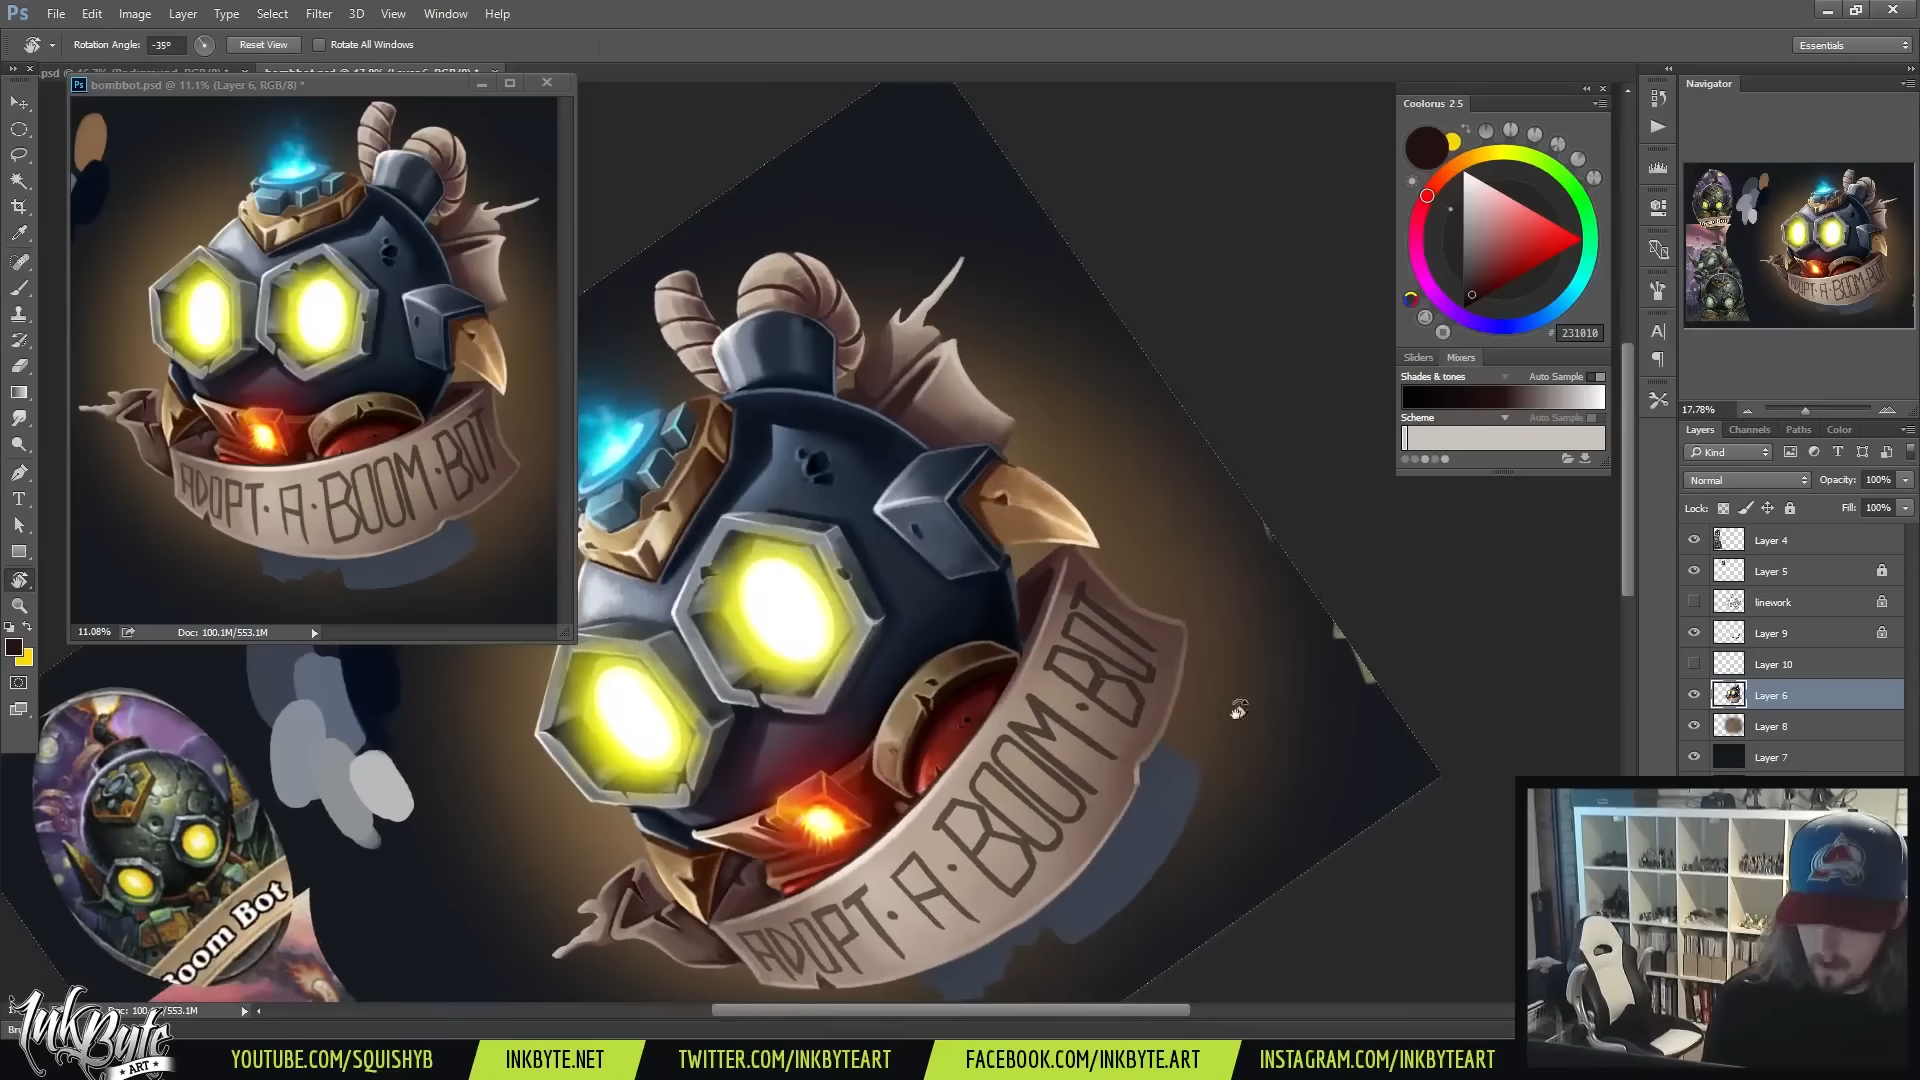 Ps File Edit Image Layer Type Select Filter 3D View Window Help
Rotation Angle: -35° Reset View Rotate All Windows
Essentials
bombbot.psd @ 11.1% (Layer 6, RGB/8) *
Coolorus 2.5
# 231010
Sliders Mixers
Shades & tones Auto Sample
Scheme Auto Sample
Navigator
17.78%
Layers Channels Paths Color
Kind
Normal Opacity: 100%
Lock: Fill: 100%
Layer 4
Layer 5
linework
Layer 9
Layer 10
Layer 6
Layer 8
Layer 7
ADOPT·A·BOOM·BOT
11.08% Doc: 100.1M/553.1M
ADOPT·A·BOOM·BOT
Boom Bot
InkByte
ART
YOUTUBE.COM/SQUISHYB INKBYTE.NET TWITTER.COM/INKBYTEART FACEBOOK.COM/INKBYTE.ART INSTAGRAM.COM/INKBYTEART